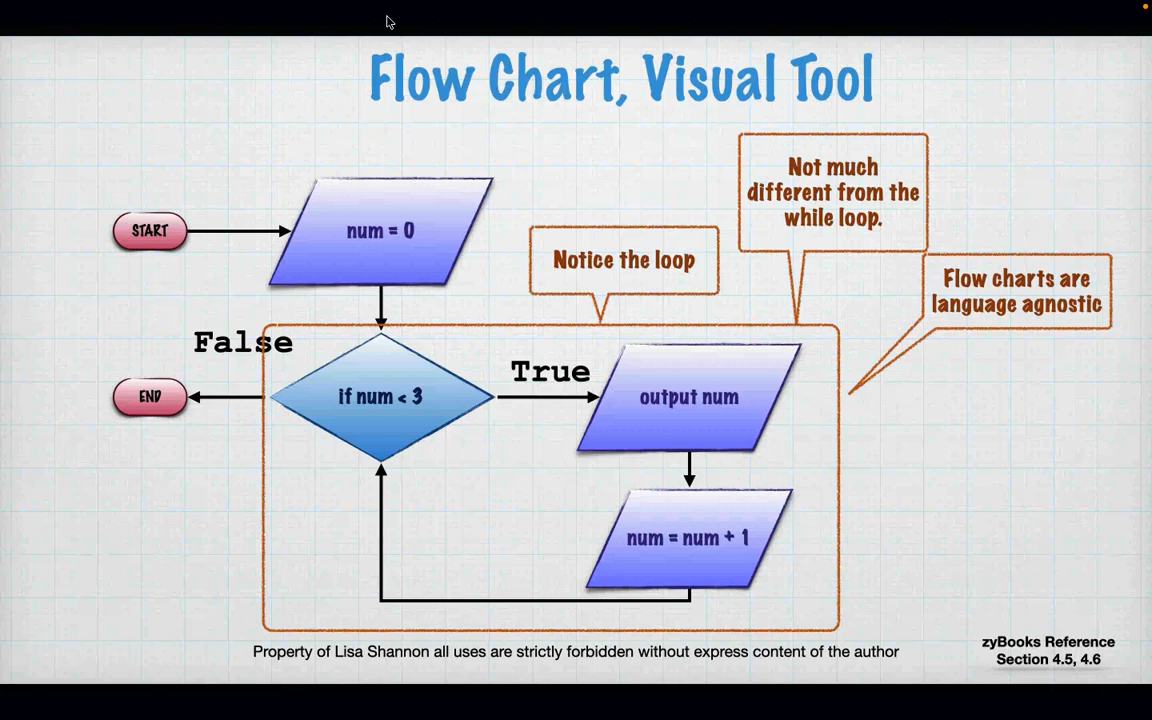 Flow Chart, Visual Tool
Not much
different from the
while loop.
START
num = 0
Notice the loop
Flow charts are
language agnostic
False
True
END
if num < 3
output num
num = num + 1
Property of Lisa Shannon all uses are strictly forbidden without express content of the author
zyBooks Reference
Section 4.5, 4.6